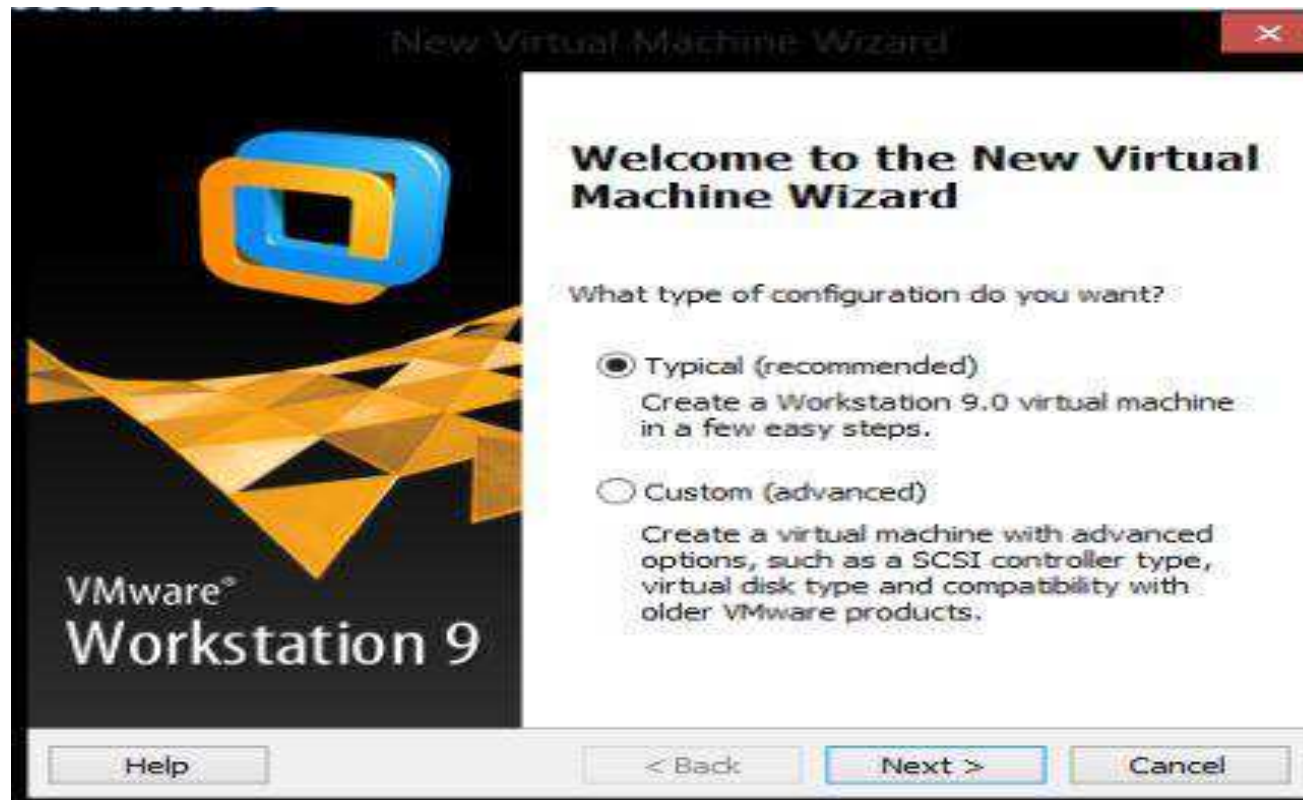 New Virtual Machine Wizard
Welcome to the New Virtual
Machine Wizard
What type of configuration do you want?
Typical (recommended)
Create a Workstation 9.0 virtual machine
in a few easy steps.
Custom (advanced)
Create a virtual machine with advanced
options, such as a SCSI controller type,
virtual disk type and compatibility with
older VMware products.
VMware®
Workstation 9
Help
< Back
Next >
Cancel